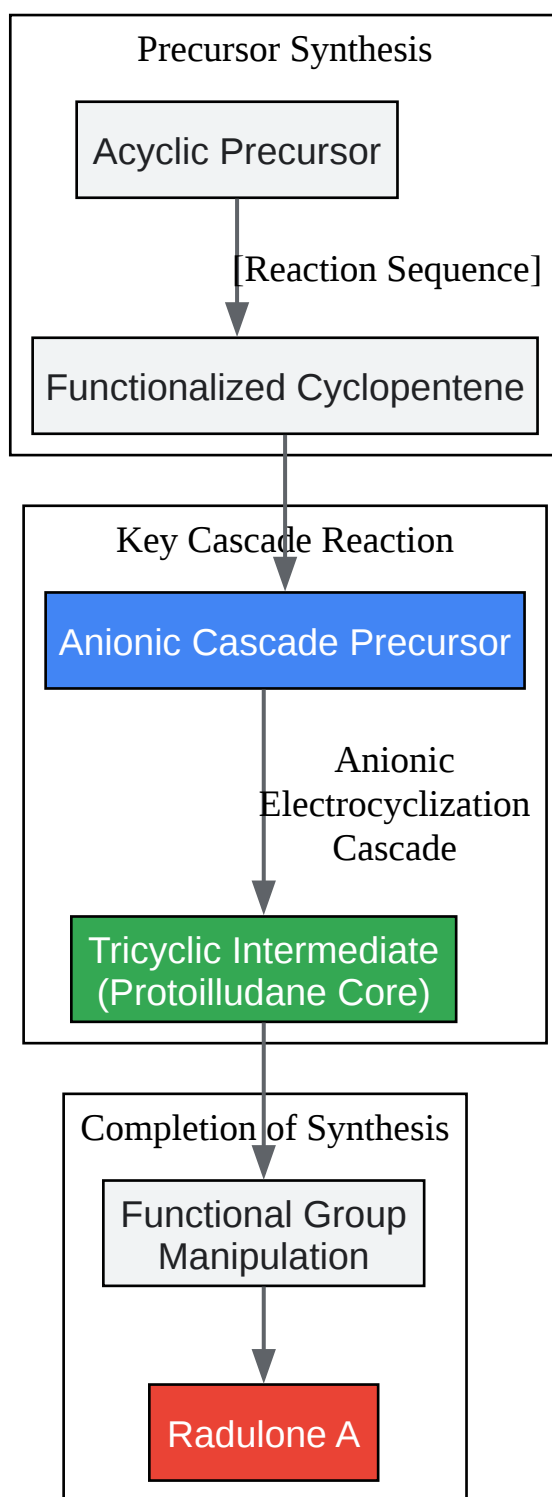 Precursor Synthesis
Acyclic Precursor
[Reaction Sequence]
Functionalized Cyclopentene
Key Cascade Reaction
Anionic Cascade Precursor
Anionic
Electrocyclization
Cascade
Tricyclic Intermediate
(Protoilludane Core)
Completion of Synthesis
Functional Group
Manipulation
Radulone A